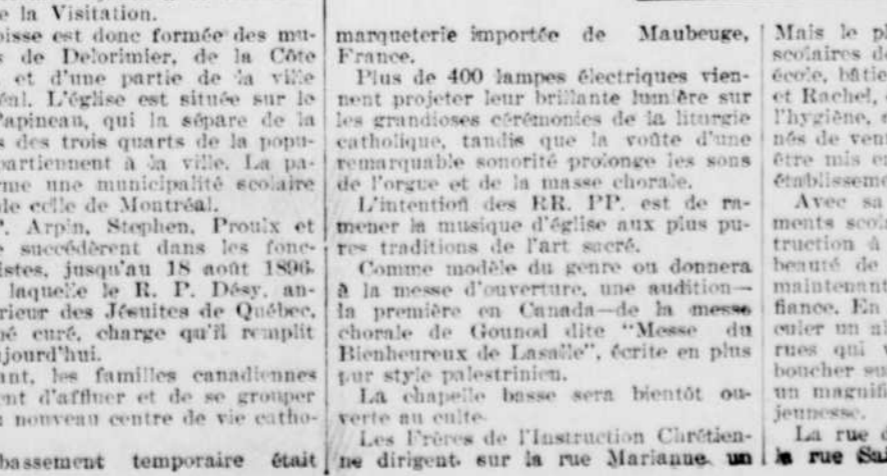 e la Visitation.
oisse est donc formée des mu-
s de Delorimier, de la Côte
et d'une partie de la ville
éal. L'église est située sur le
Papineau, qui la sépare de la
s des trois quarts de la popu-
partiennent à la ville. La pa-
rme une municipalité scolaire
de celle de Montréal.
P. Arpin, Stephen, Proulx et
e succédèrent dans les fonc-
istes, jusqu'au 18 août 1896.
laquelle le R. P. Désy, an-
rieur des Jésuites de Québec,
né curé, charge qu'il remplit
ujourd'hui.
ant, les familles canadiennes
ent d'affluer et de se grouper
nouveau centre de vie catho-
bassement temporaire était
marqueterie importée de Maubeuge,
France.
Plus de 400 lampes électriques vien-
nent projeter leur brillante lumière sur
les grandioses cérémonies de la liturgie
catholique, tandis que la voûte d'une
remarquable sonorité prolonge les sons
de l'orgue et de la masse chorale.
L'intention des RR. PP. est de ra-
mener la musique d'église aux plus pu-
res traditions de l'art sacré.
Comme modèle du genre on donnera
à la messe d'ouverture, une audition—
la première en Canada—de la messe
chorale de Gounod dite "Messe du
Bienheureux de Lasalle", écrite en plus
pur style palestrinien.
La chapelle basse sera bientôt ou-
verte au culte.
Les Frères de l'Instruction Chrétien-
ne dirigent, sur la rue Marianne, un
Mais le pl
scolaires de
école, bâtie
et Rachel,
l'hygiène,
nés de vent
être mis en
établisseme
Avec sa
ments scola
truction à
beauté de
maintenant
fiance. En
culer un al
rues qui v
boucher su
un magnifi
jeunesse.
La rue
la rue Sa